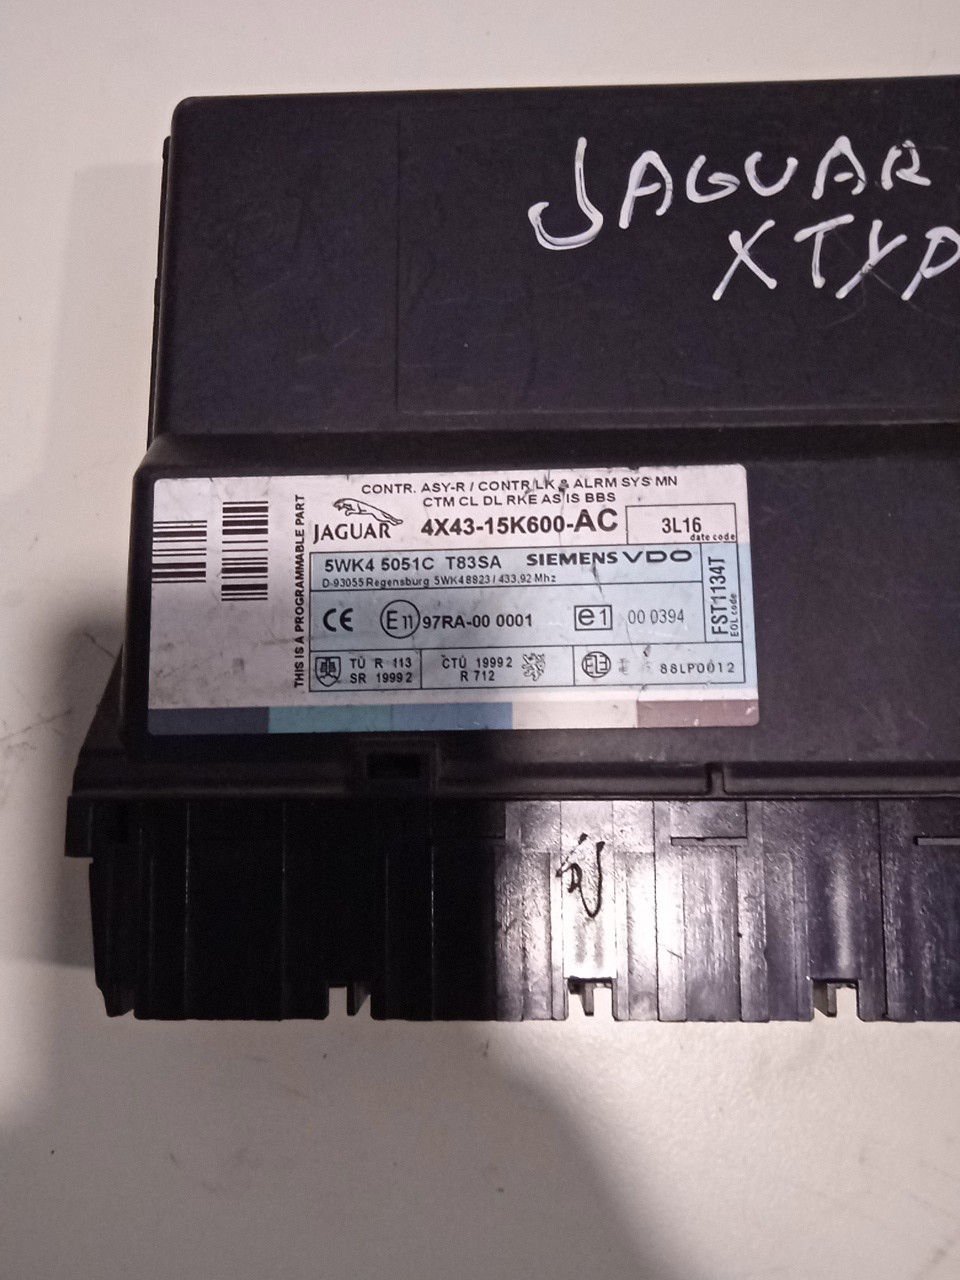 JAGUAR
XTYP
CONTR. ASY-R / CONTR LK & ALRM SYS MN
CTM CL DL RKE AS IS BBS
JAGUAR
4X43-15K600-AC
3L16
date code
5WK4 5051C T83SA SIEMENS VDO
D-93055 Regensburg 5WK48823 / 433,92 Mhz
CE E11 97RA-00 0001 e1 00 0394
TÚ R 113
SR 1999 2
CTÚ 1999 2
R 712
E13
88LP0012
FST1134T
EOL code
THIS IS A PROGRAMMABLE PART